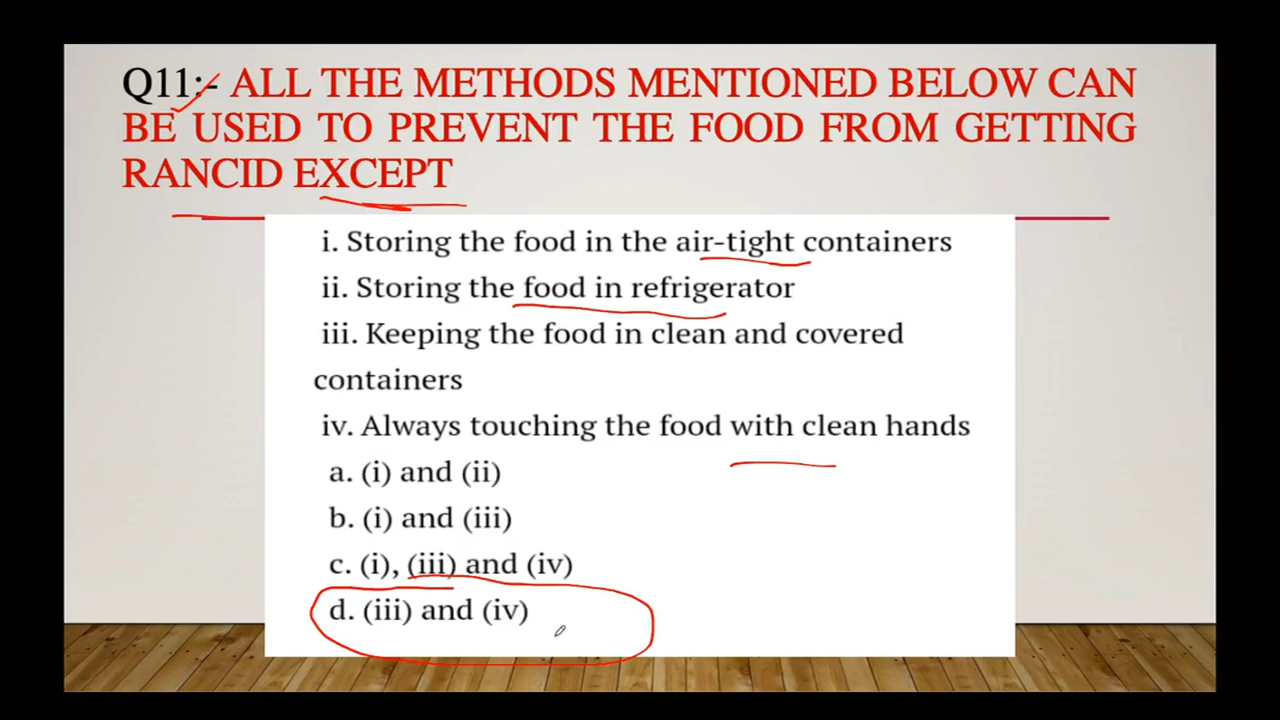 Q11:- ALL THE METHODS MENTIONED BELOW CAN
BE USED TO PREVENT THE FOOD FROM GETTING
RANCID EXCEPT
i. Storing the food in the air-tight containers
ii. Storing the food in refrigerator
iii. Keeping the food in clean and covered
containers
iv. Always touching the food with clean hands
a. (i) and (ii)
b. (i) and (iii)
c. (i), (iii) and (iv)
d. (iii) and (iv)